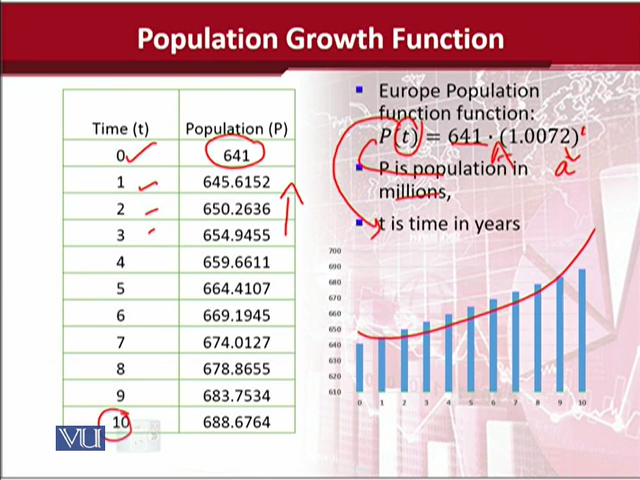 Population Growth Function
Time (t) Population (P)
0 641
1 645.6152
2 650.2636
3 654.9455
4 659.6611
5 664.4107
6 669.1945
7 674.0127
8 678.8655
9 683.7534
10 688.6764
Europe Population
function function:
P(t) = 641 · (1.0072)^t
a
P is population in
millions,
t is time in years
700
690
680
670
660
650
640
630
620
610
0 1 2 3 4 5 6 7 8 9 10
VU